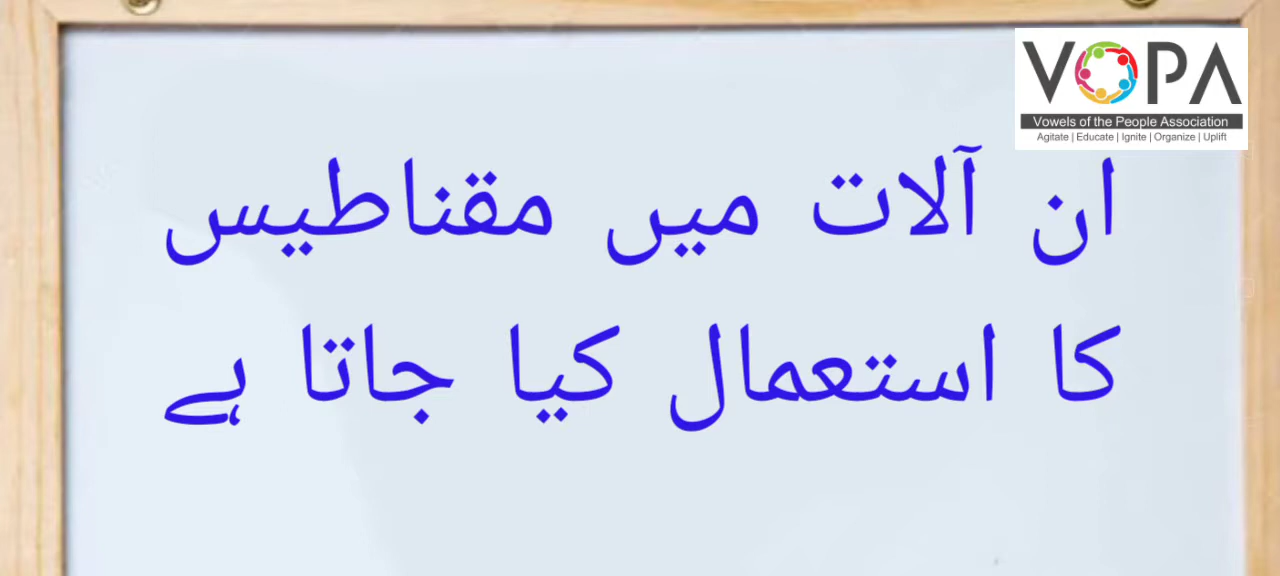 VOPA
Vowels of the People Association
Agitate | Educate | Ignite | Organize | Uplift
ان آلات میں مقناطیس
کا استعمال کیا جاتا ہے